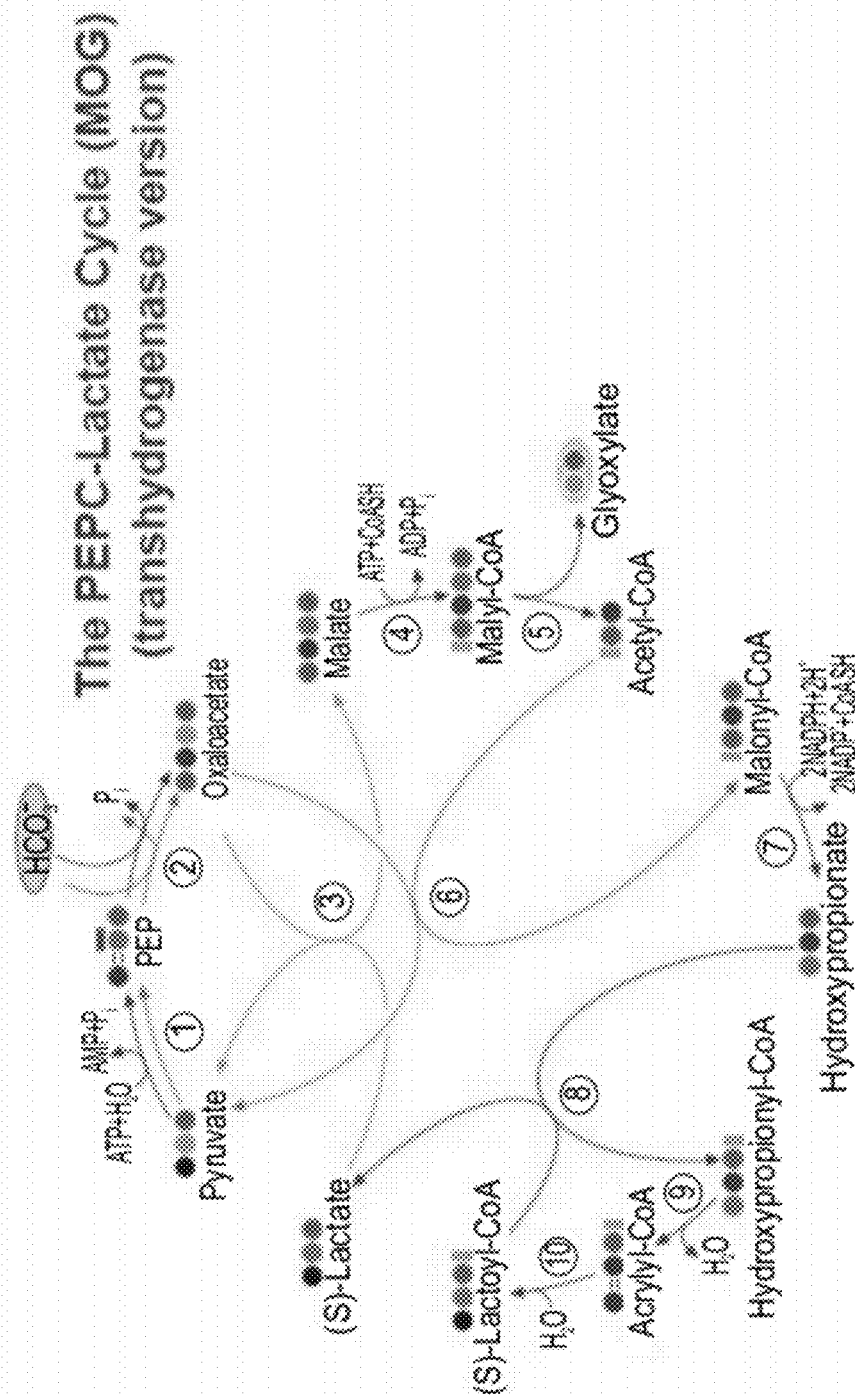 The PEPC-Lactate Cycle (MOG)
(transhydrogenase version)
HCO₃⁻
Pᵢ
ATP+H₂O
AMP+Pᵢ
1
2
PEP
Pyruvate
Oxaloacetate
3
(S)-Lactate
Malate
4
ATP+CoASH
ADP+Pᵢ
6
Malyl-CoA
5
(S)-Lactoyl-CoA
Glyoxylate
8
Acetyl-CoA
10
H₂O
Acrylyl-CoA
9
H₂O
Malonyl-CoA
7
2NADPH+2H⁺
2NADP⁺+CoASH
Hydroxypropionyl-CoA
Hydroxypropionate